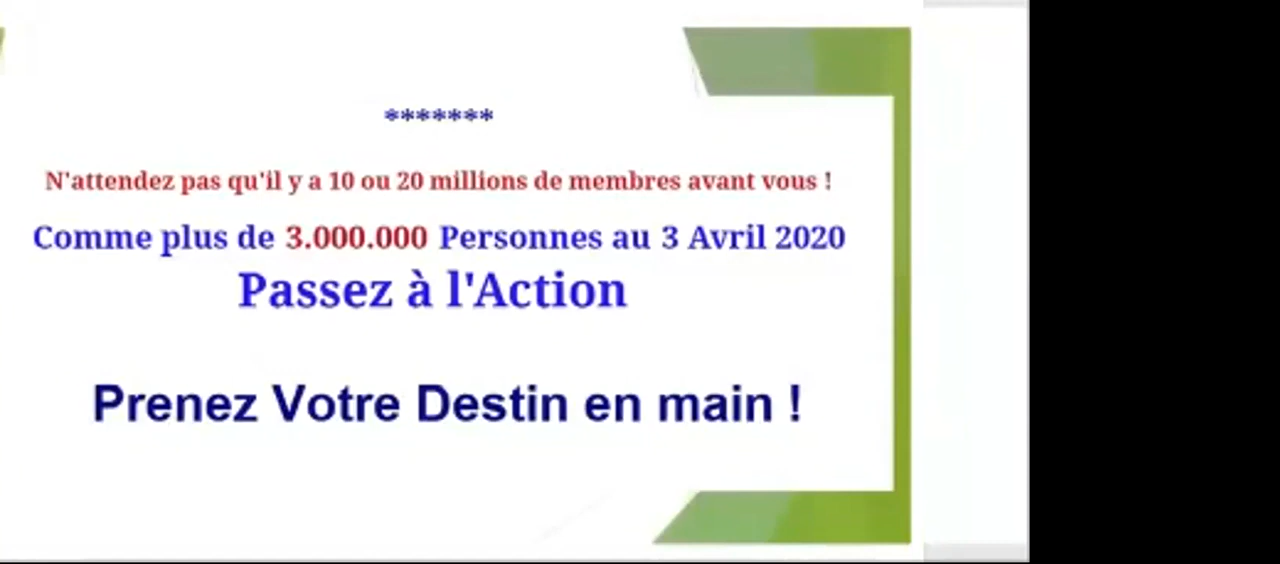 *******
N'attendez pas qu'il y a 10 ou 20 millions de membres avant vous !
Comme plus de 3.000.000 Personnes au 3 Avril 2020
Passez à l'Action
Prenez Votre Destin en main !